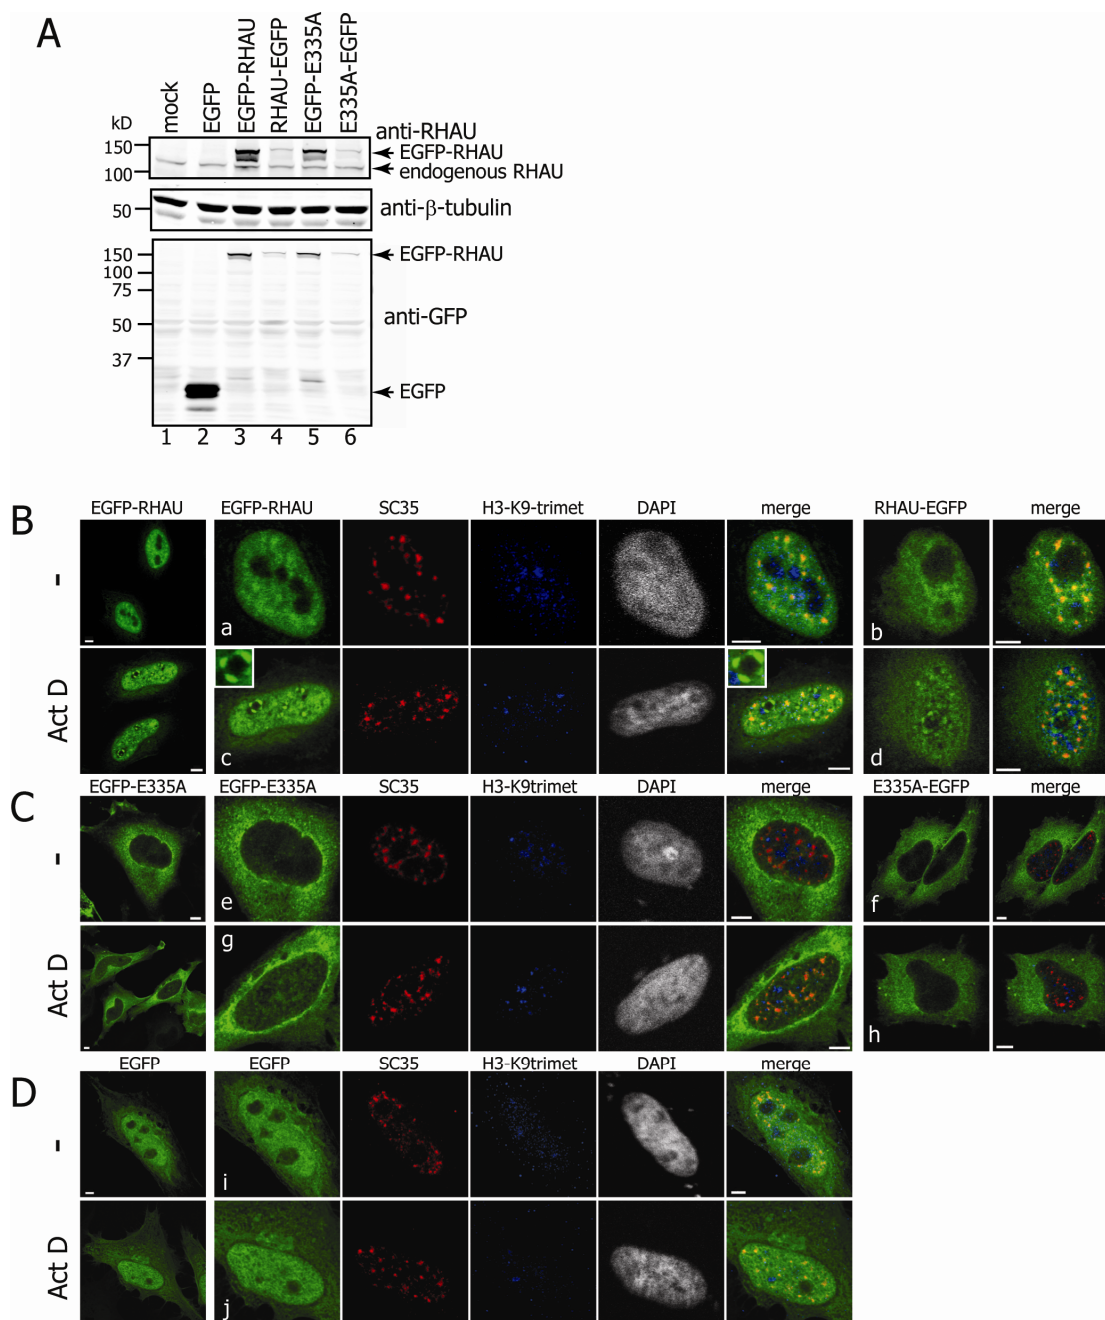 A
mock
EGFP
EGFP-RHAU
RHAU-EGFP
EGFP-E335A
E335A-EGFP
kD
anti-RHAU
150
EGFP-RHAU
100
endogenous RHAU
50
anti-β-tubulin
150
EGFP-RHAU
100
75
50
anti-GFP
37
EGFP
1 2 3 4 5 6
B
EGFP-RHAU EGFP-RHAU SC35 H3-K9-trimet DAPI merge RHAU-EGFP merge
-
a b
Act D
c d
C
EGFP-E335A EGFP-E335A SC35 H3-K9trimet DAPI merge E335A-EGFP merge
-
e f
Act D
g h
D
EGFP EGFP SC35 H3-K9trimet DAPI merge
-
i
Act D
j